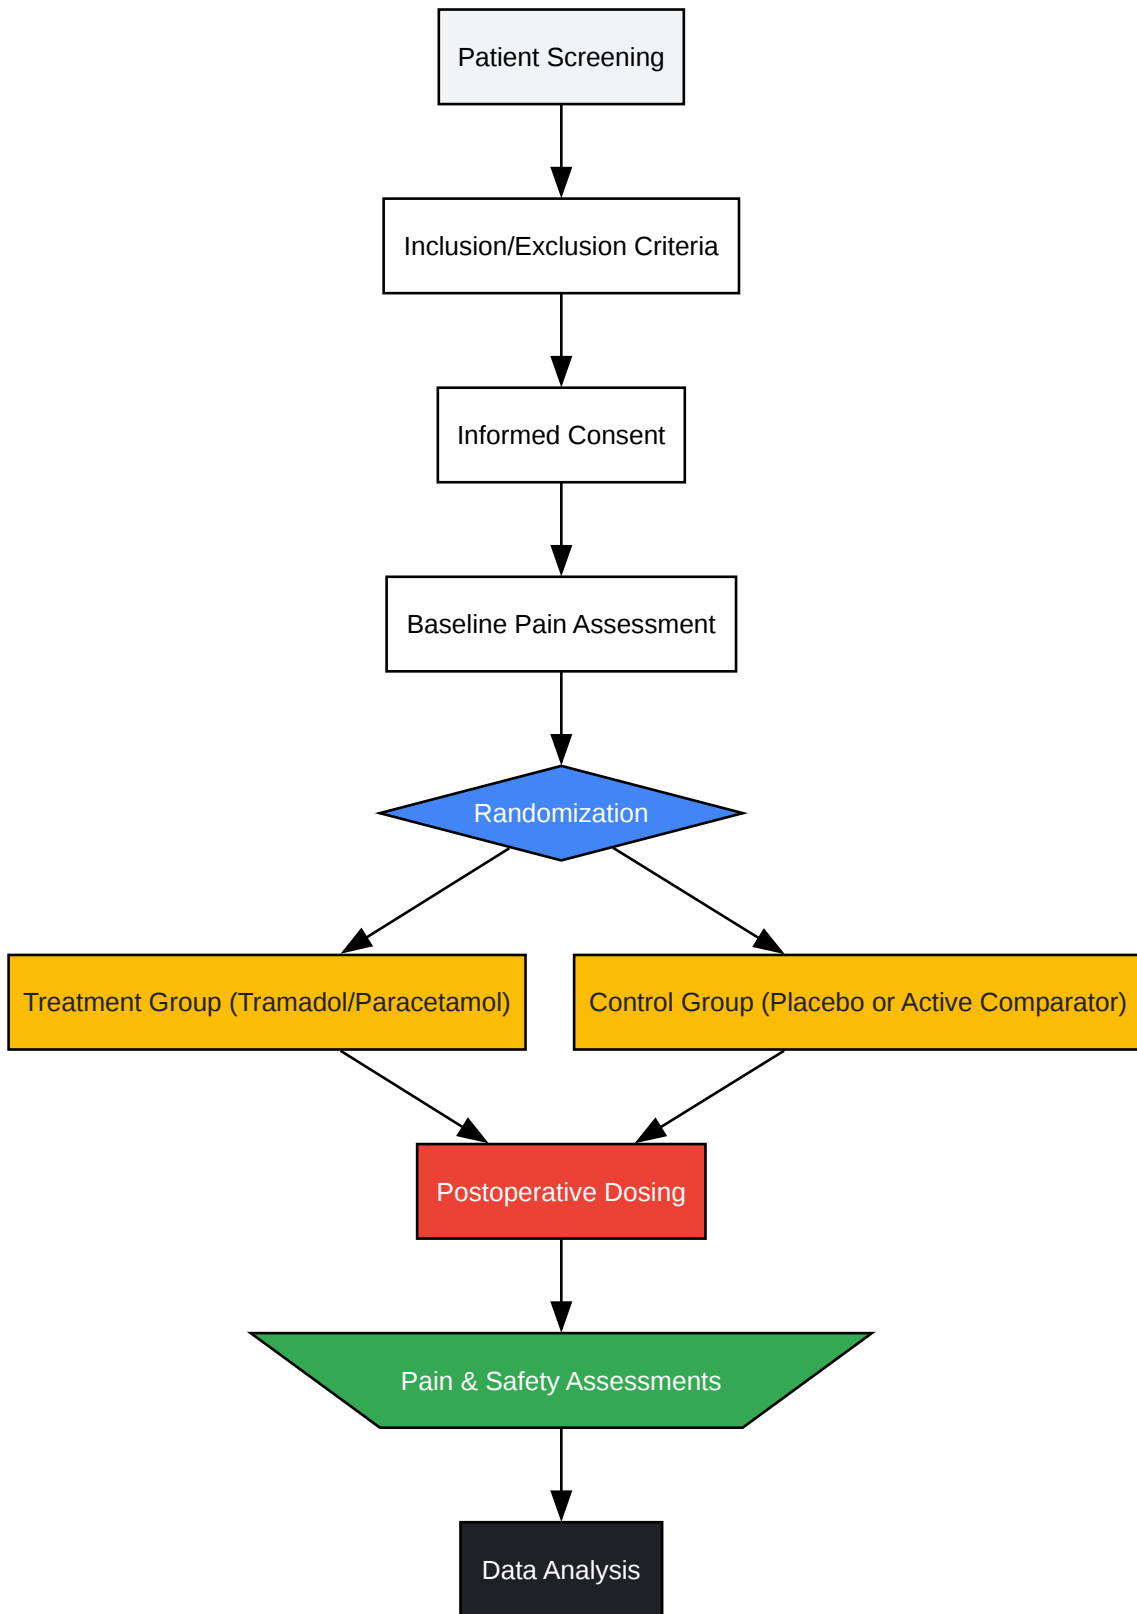 Patient Screening
Inclusion/Exclusion Criteria
Informed Consent
Baseline Pain Assessment
Randomization
Treatment Group (Tramadol/Paracetamol)
Control Group (Placebo or Active Comparator)
Postoperative Dosing
Pain & Safety Assessments
Data Analysis